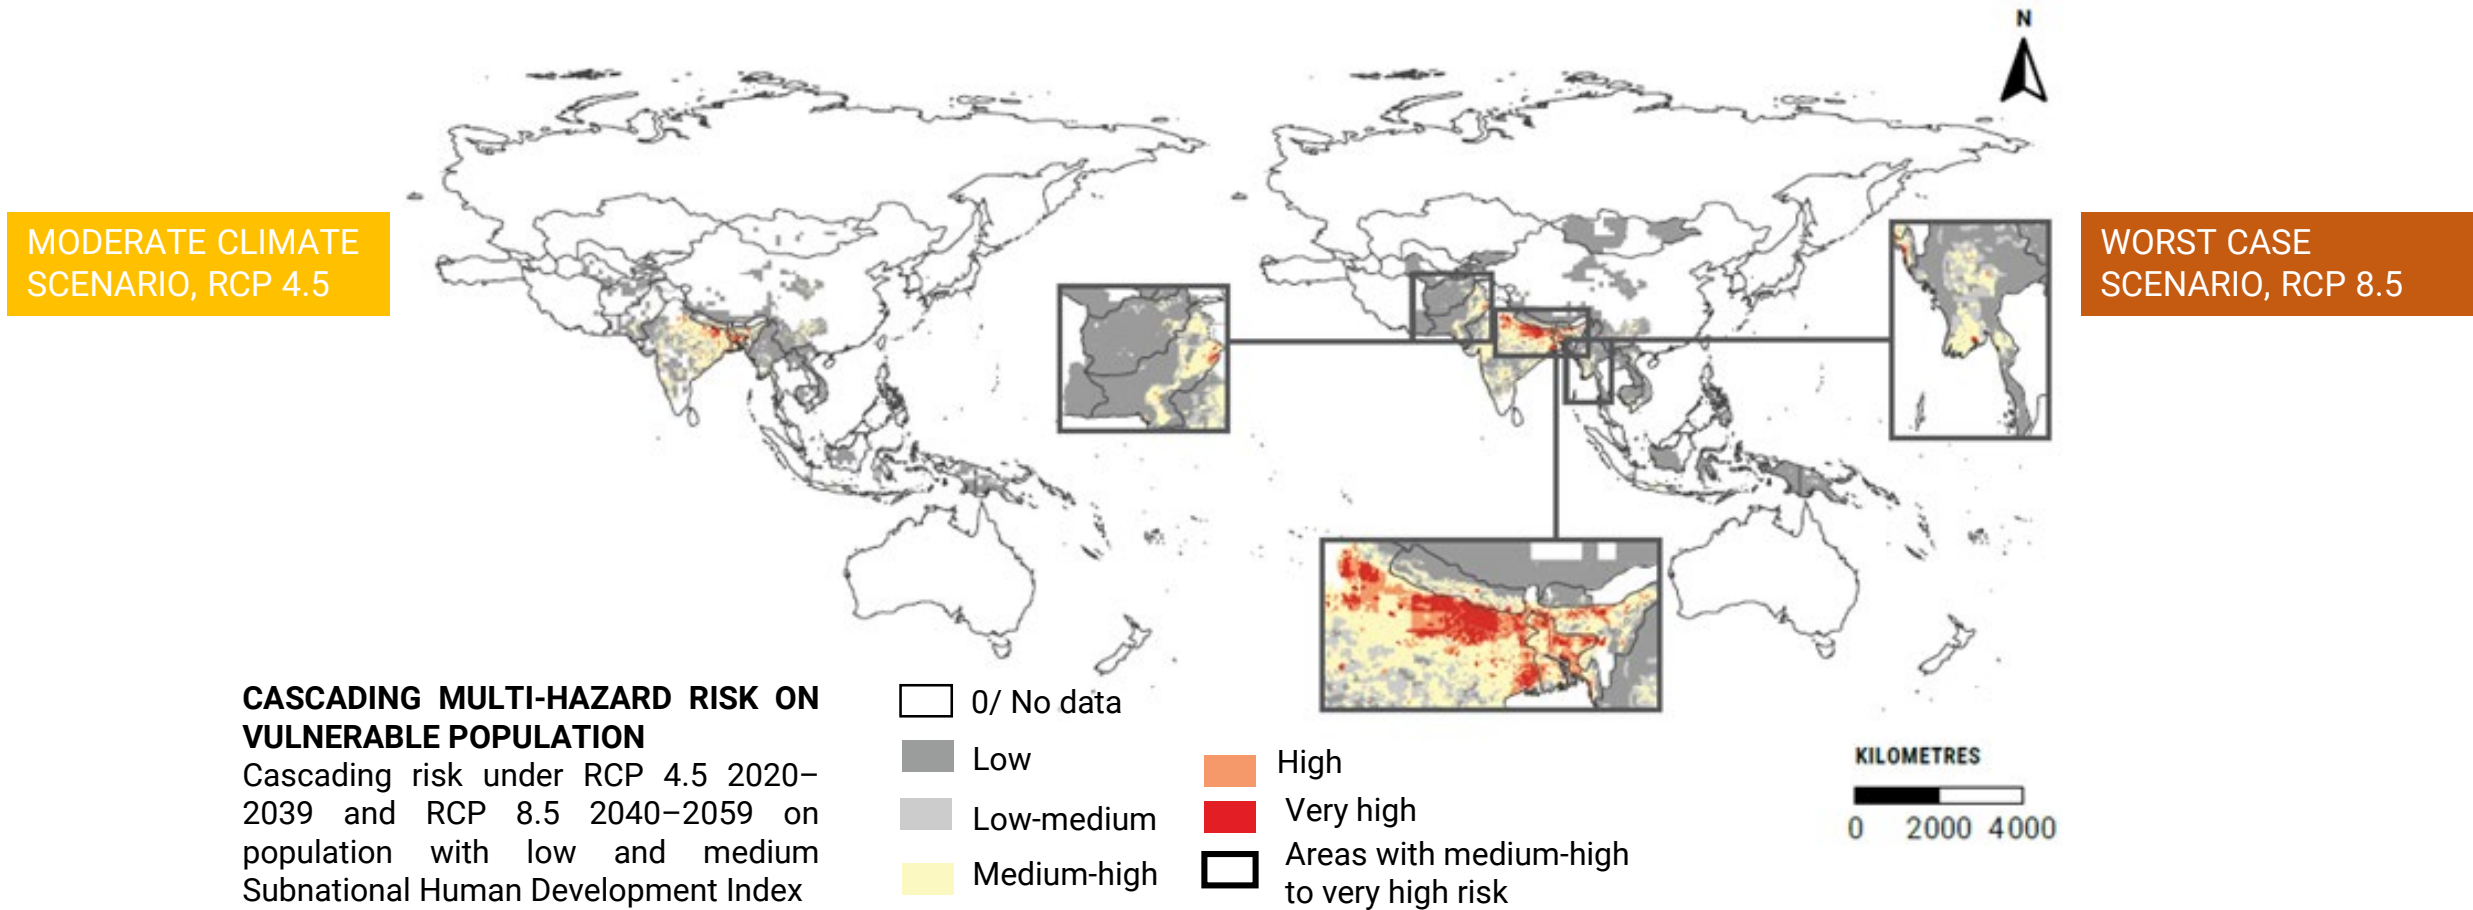 N
MODERATE CLIMATE
SCENARIO, RCP 4.5
WORST CASE
SCENARIO, RCP 8.5
CASCADING MULTI-HAZARD RISK ON
VULNERABLE POPULATION
Cascading risk under RCP 4.5 2020–
2039 and RCP 8.5 2040–2059 on
population with low and medium
Subnational Human Development Index
0/ No data
Low
Low-medium
Medium-high
High
Very high
Areas with medium-high
to very high risk
KILOMETRES
0 2000 4000